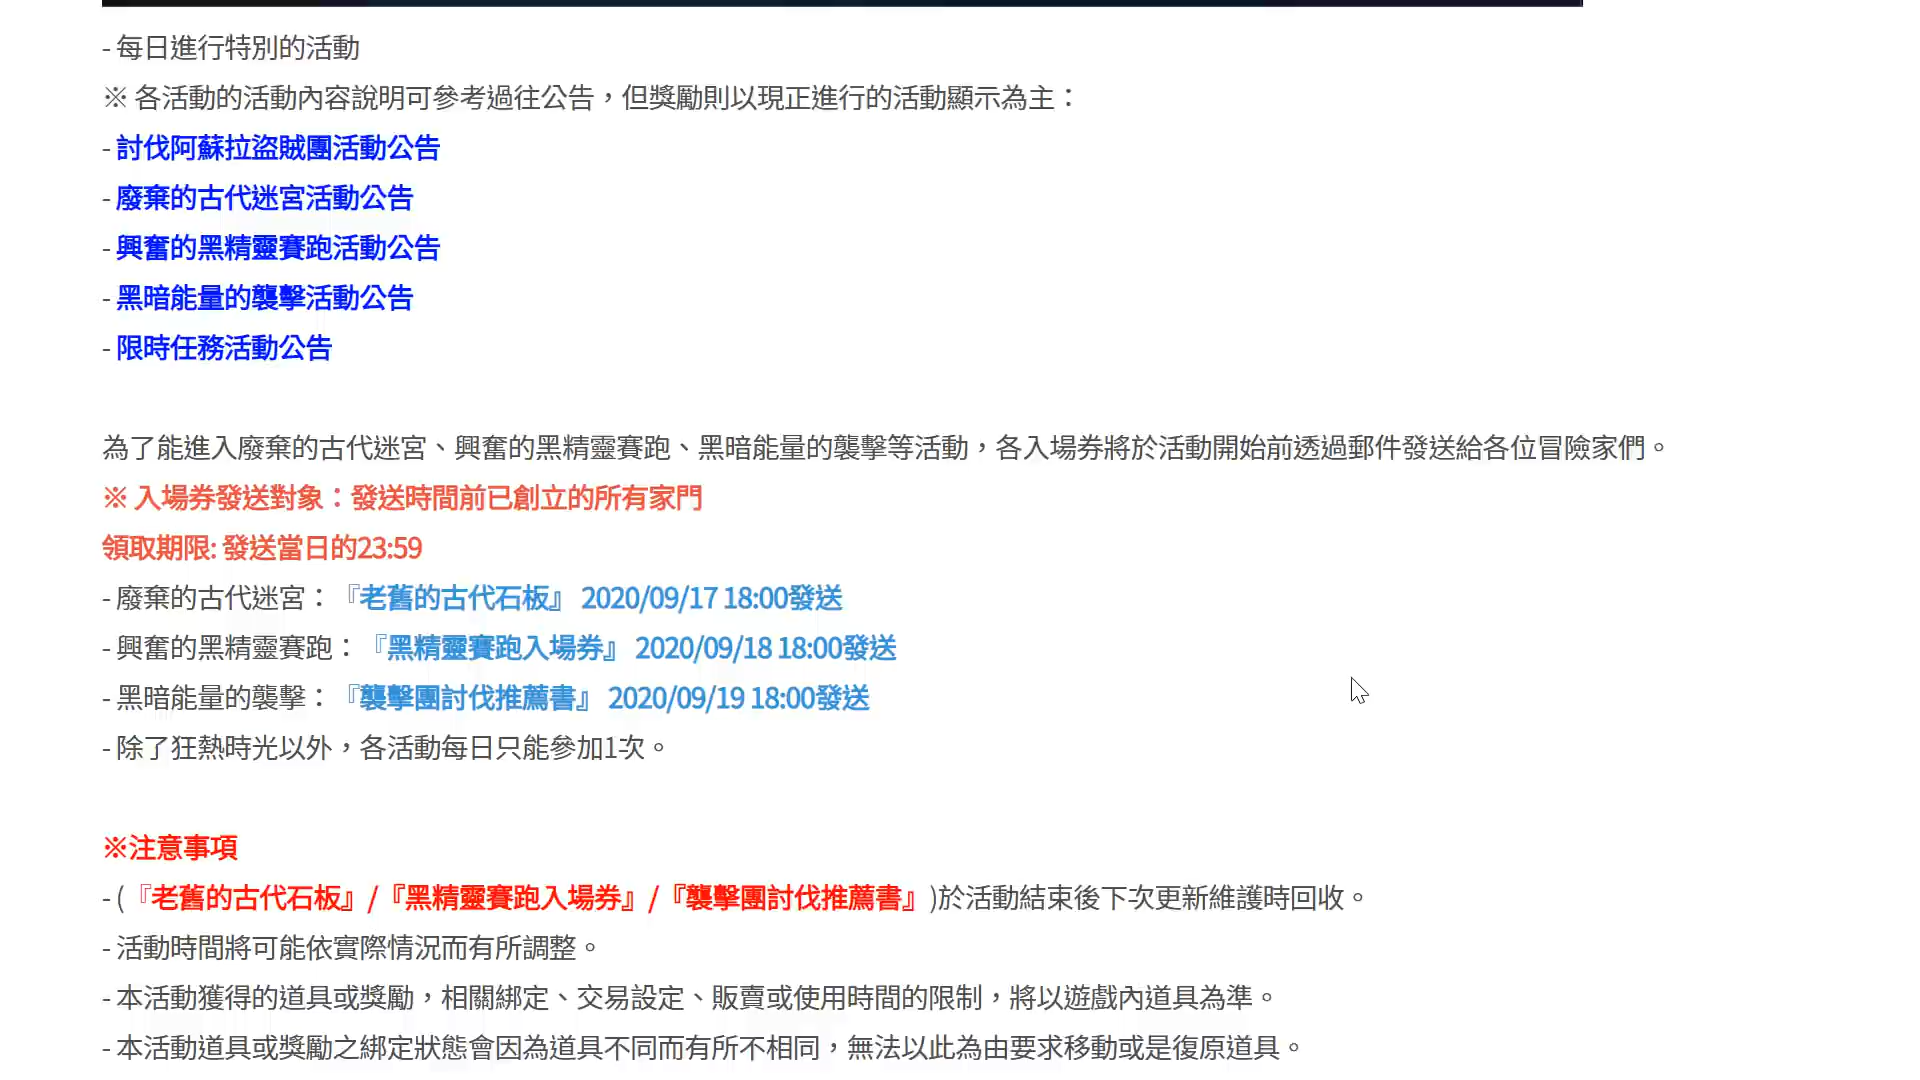 - 每日進行特別的活動
※ 各活動的活動內容說明可參考過往公告，但獎勵則以現正進行的活動顯示為主：
- 討伐阿蘇拉盜賊團活動公告
- 廢棄的古代迷宮活動公告
- 興奮的黑精靈賽跑活動公告
- 黑暗能量的襲擊活動公告
- 限時任務活動公告
為了能進入廢棄的古代迷宮、興奮的黑精靈賽跑、黑暗能量的襲擊等活動，各入場券將於活動開始前透過郵件發送給各位冒險家們。
※ 入場券發送對象：發送時間前已創立的所有家門
領取期限: 發送當日的23:59
- 廢棄的古代迷宮：『老舊的古代石板』 2020/09/17 18:00發送
- 興奮的黑精靈賽跑：『黑精靈賽跑入場券』 2020/09/18 18:00發送
- 黑暗能量的襲擊：『襲擊團討伐推薦書』 2020/09/19 18:00發送
- 除了狂熱時光以外，各活動每日只能參加1次。
※注意事項
- (『老舊的古代石板』/『黑精靈賽跑入場券』/『襲擊團討伐推薦書』)於活動結束後下次更新維護時回收。
- 活動時間將可能依實際情況而有所調整。
- 本活動獲得的道具或獎勵，相關綁定、交易設定、販賣或使用時間的限制，將以遊戲內道具為準。
- 本活動道具或獎勵之綁定狀態會因為道具不同而有所不相同，無法以此為由要求移動或是復原道具。